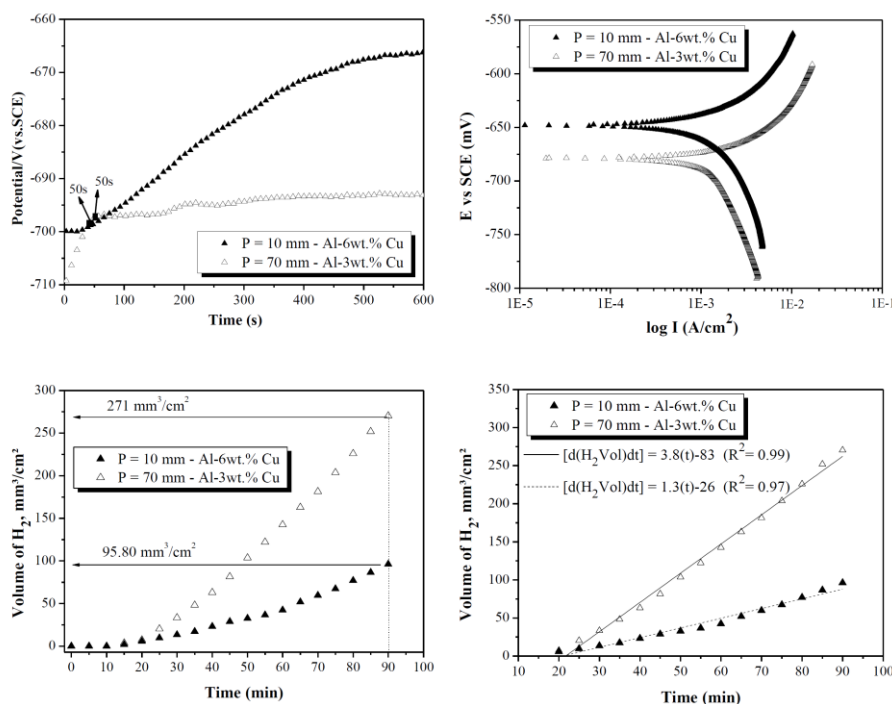 -660
-670
-680
-690
-700
-710
Potential/V(vs.SCE)
50s
50s
P = 10 mm - Al-6wt.% Cu
P = 70 mm - Al-3wt.% Cu
0 100 200 300 400 500 600
Time (s)
-550
-600
-650
-700
-750
-800
E vs SCE (mV)
P = 10 mm - Al-6wt.% Cu
P = 70 mm - Al-3wt.% Cu
1E-5 1E-4 1E-3 1E-2 1E-1
log I (A/cm²)
300
250
200
150
100
50
0
Volume of H₂, mm³/cm²
271 mm³/cm²
P = 10 mm - Al-6wt.% Cu
P = 70 mm - Al-3wt.% Cu
95.80 mm³/cm²
0 10 20 30 40 50 60 70 80 90 100
Time (min)
400
350
300
250
200
150
100
50
0
Volume of H₂, mm³/cm²
P = 10 mm - Al-6wt.% Cu
P = 70 mm - Al-3wt.% Cu
[d(H₂Vol)dt] = 3.8(t)-83 (R²= 0.99)
[d(H₂Vol)dt] = 1.3(t)-26 (R²= 0.97)
10 20 30 40 50 60 70 80 90 100
Time (min)